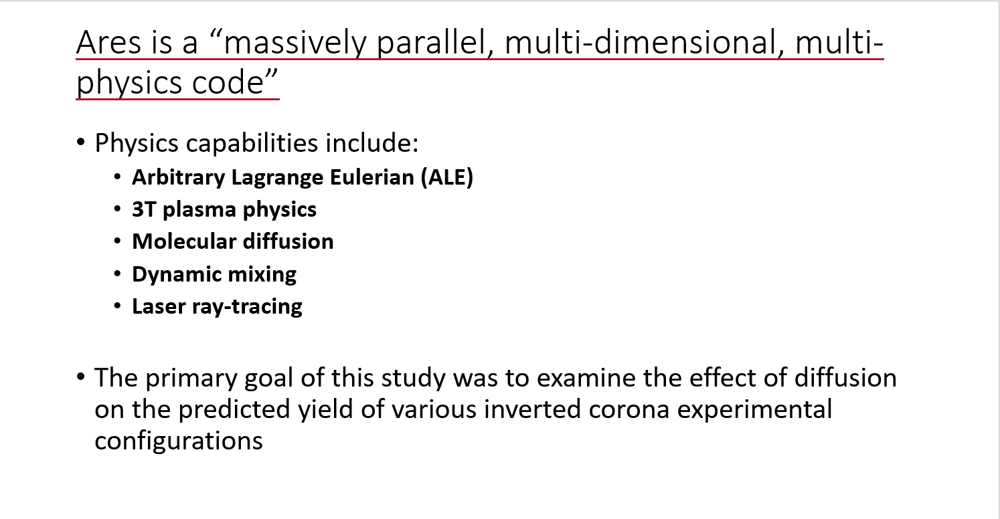 Ares is a “massively parallel, multi-dimensional, multi-
physics code”
• Physics capabilities include:
• Arbitrary Lagrange Eulerian (ALE)
• 3T plasma physics
• Molecular diffusion
• Dynamic mixing
• Laser ray-tracing
• The primary goal of this study was to examine the effect of diffusion
on the predicted yield of various inverted corona experimental
configurations